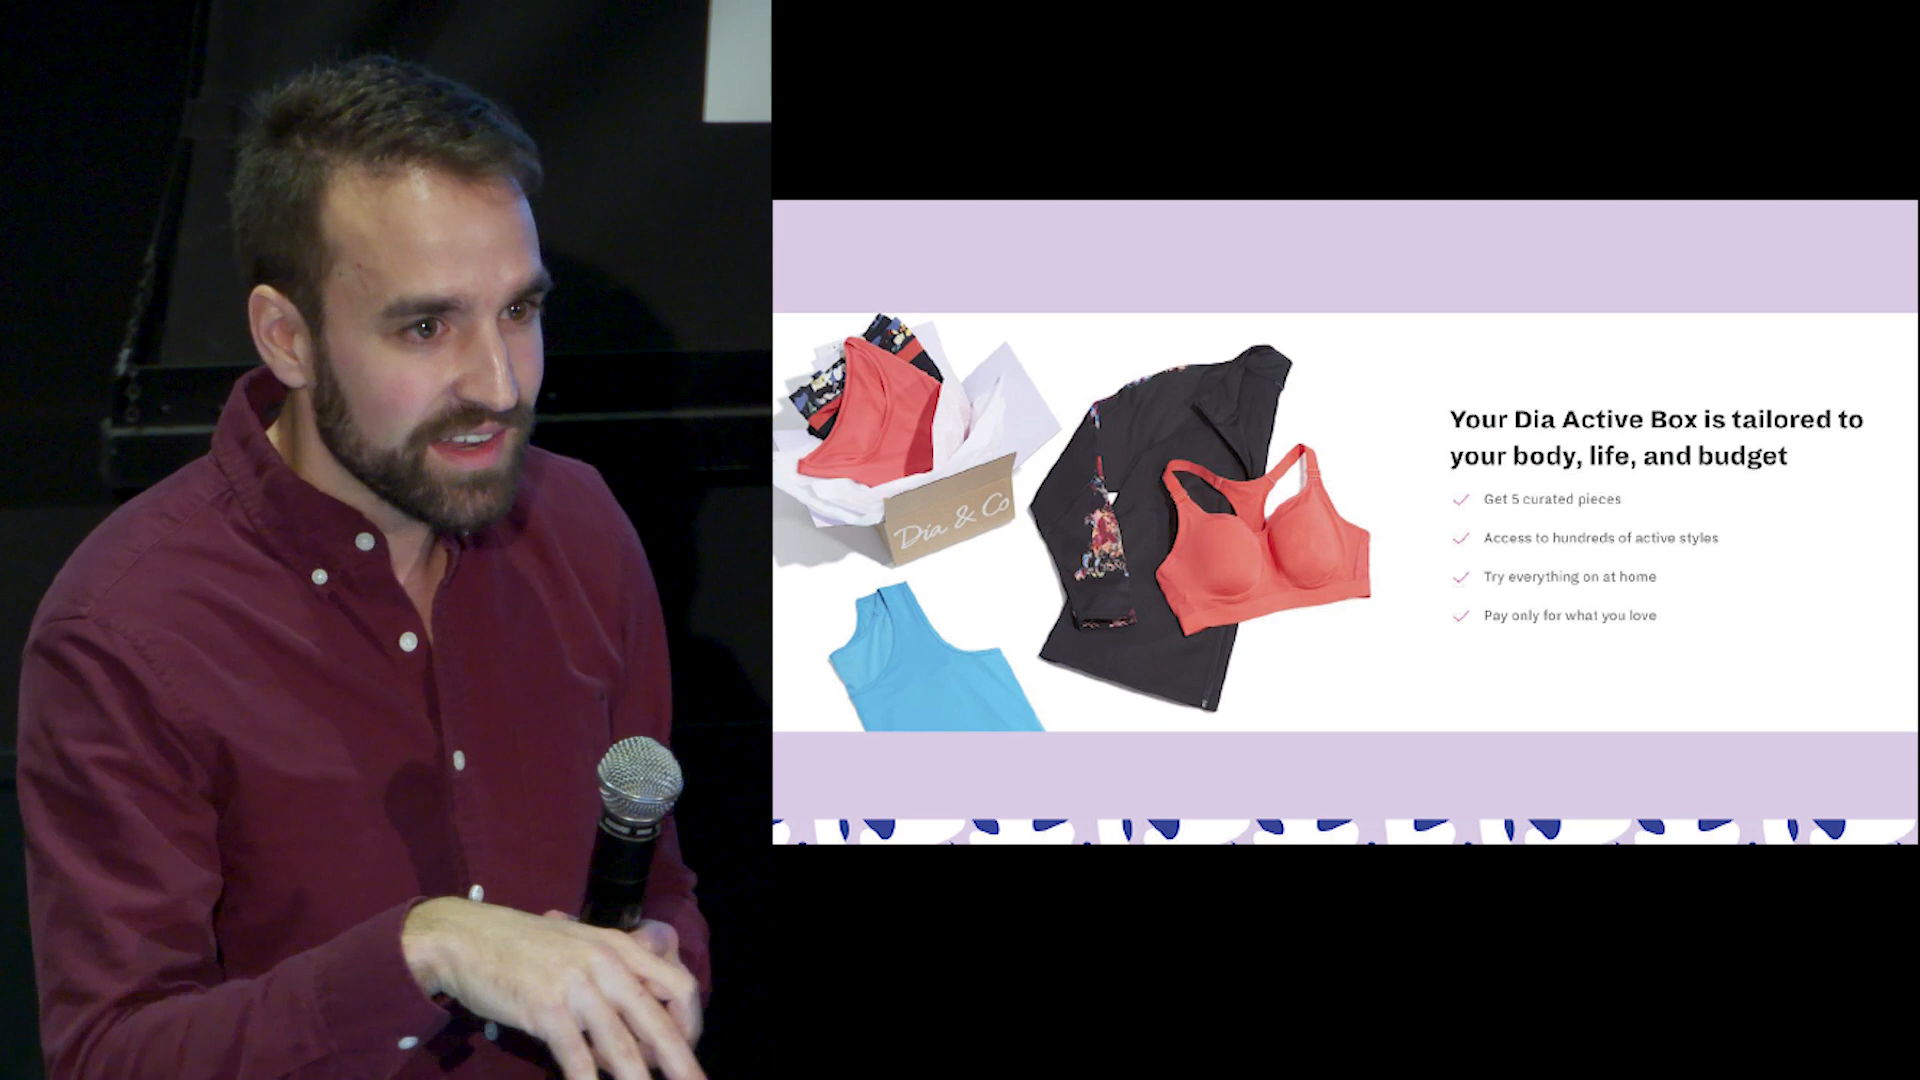 Dia & Co
Your Dia Active Box is tailored to
your body, life, and budget
Get 5 curated pieces
Access to hundreds of active styles
Try everything on at home
Pay only for what you love